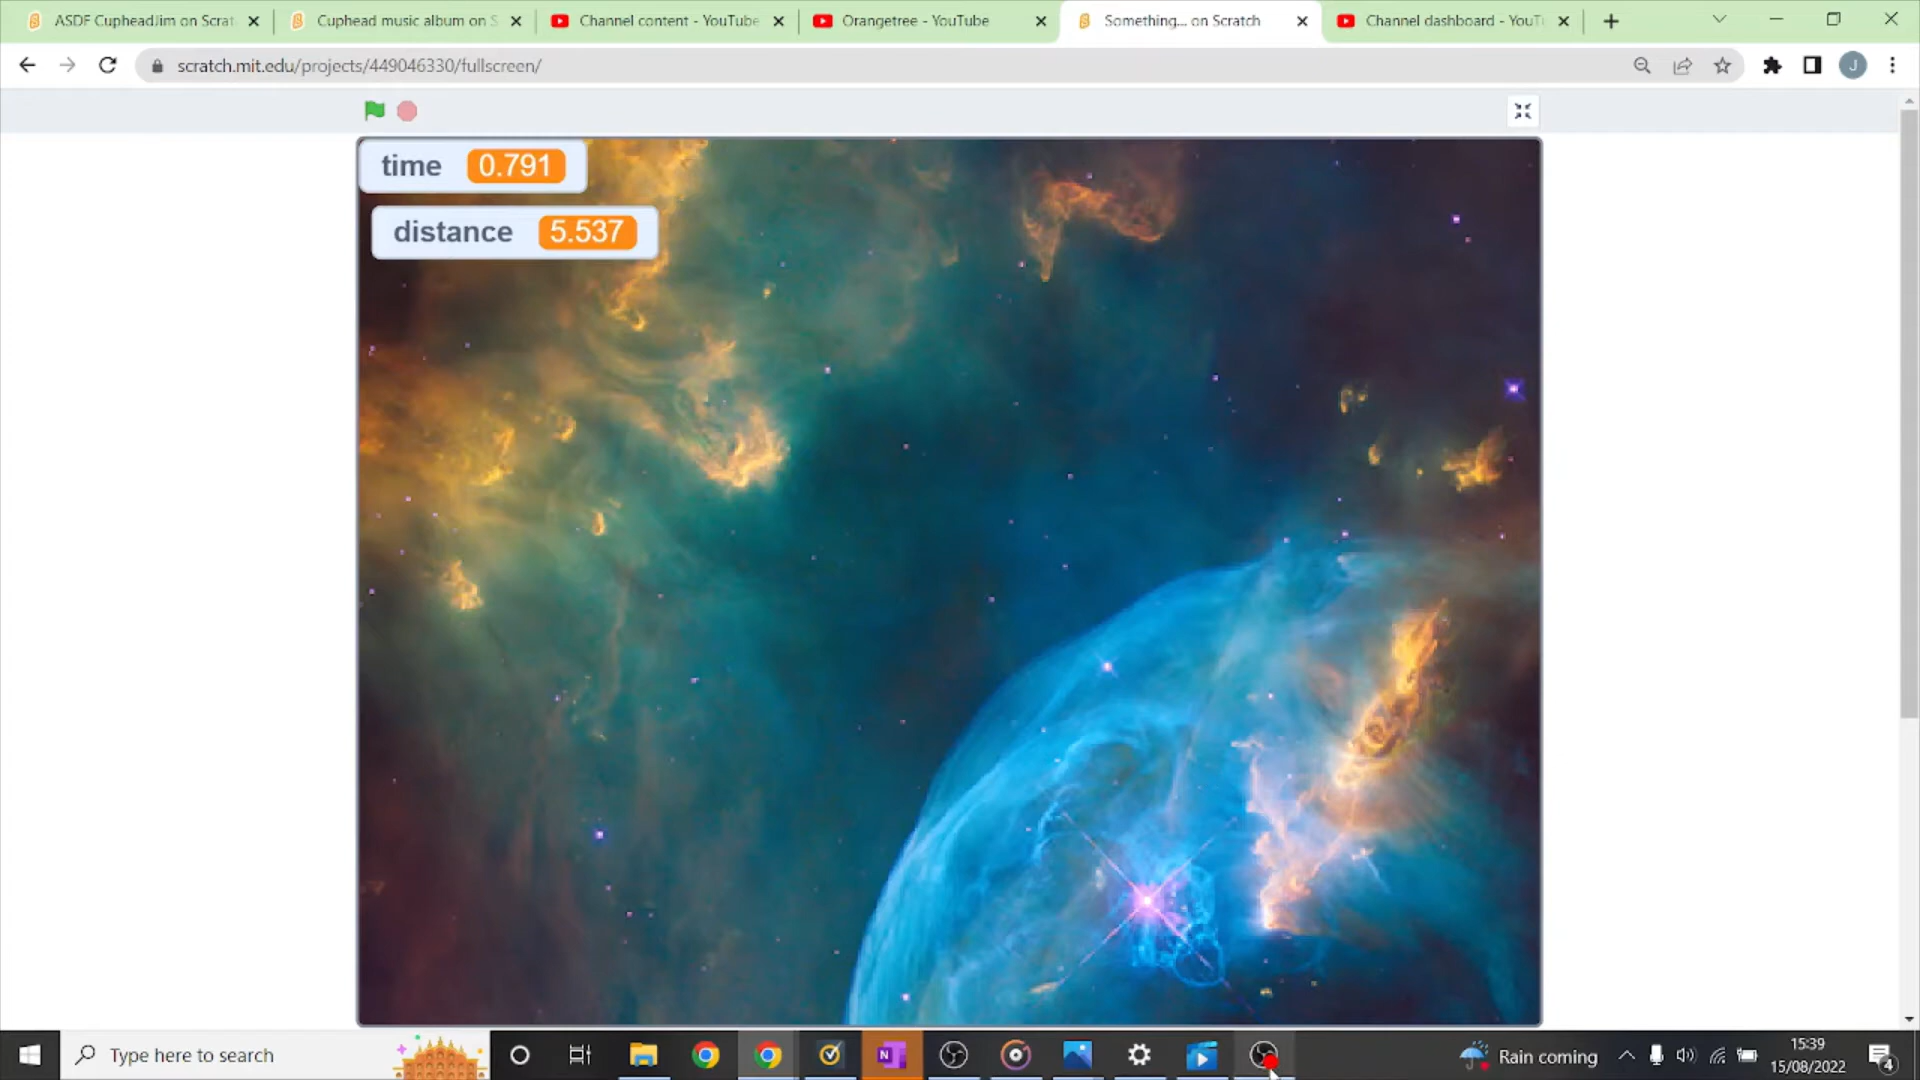 ASDF CupheadJim on Scrat
Cuphead music album on S
Channel content - YouTube
Orangetree - YouTube
Something... on Scratch
Channel dashboard - YouTu
scratch.mit.edu/projects/449046330/fullscreen/
J
time 0.791
distance 5.537
Type here to search
N
Rain coming
15:39
15/08/2022
4